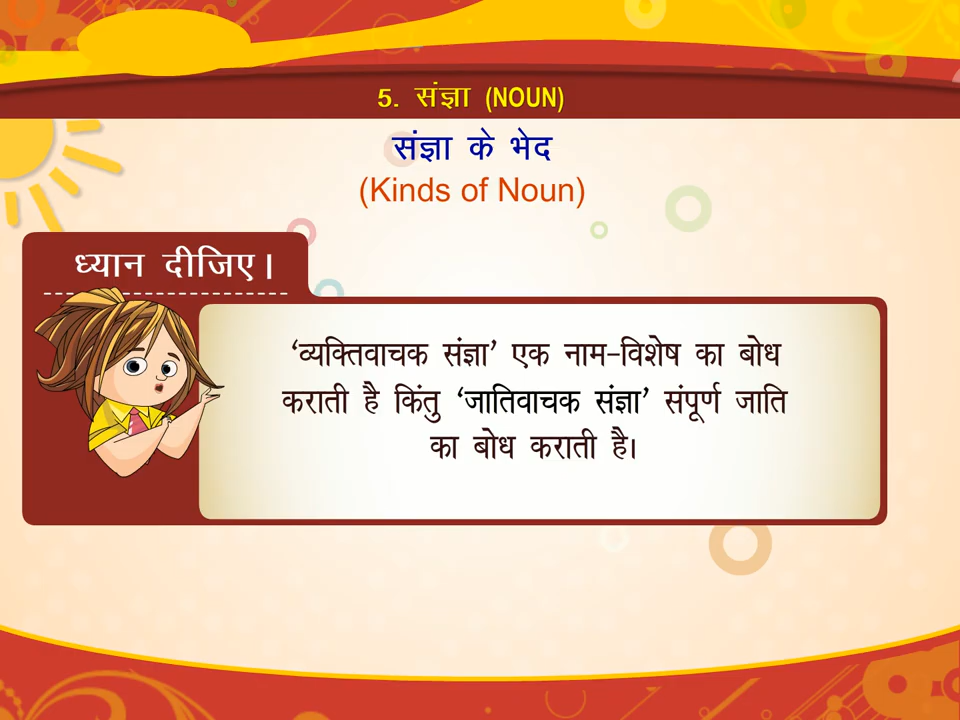 5. संज्ञा (NOUN)
संज्ञा के भेद
(Kinds of Noun)
ध्यान दीजिए।
‘व्यक्तिवाचक संज्ञा’ एक नाम-विशेष का बोध
कराती है किंतु ‘जातिवाचक संज्ञा’ संपूर्ण जाति
का बोध कराती है।